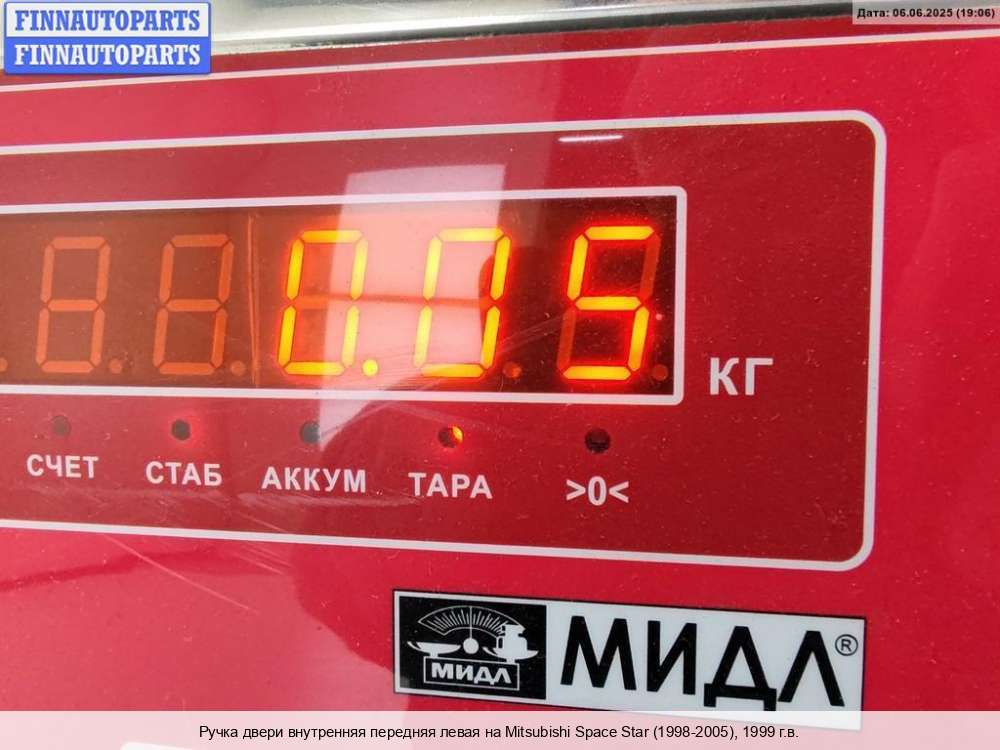 FINNAUTOPARTS
FINNAUTOPARTS
Дата: 06.06.2025 (19:06)
0.05
КГ
СЧЕТ СТАБ АККУМ ТАРА >0<
МИДЛ МИДЛ®
Ручка двери внутренняя передняя левая на Mitsubishi Space Star (1998-2005), 1999 г.в.